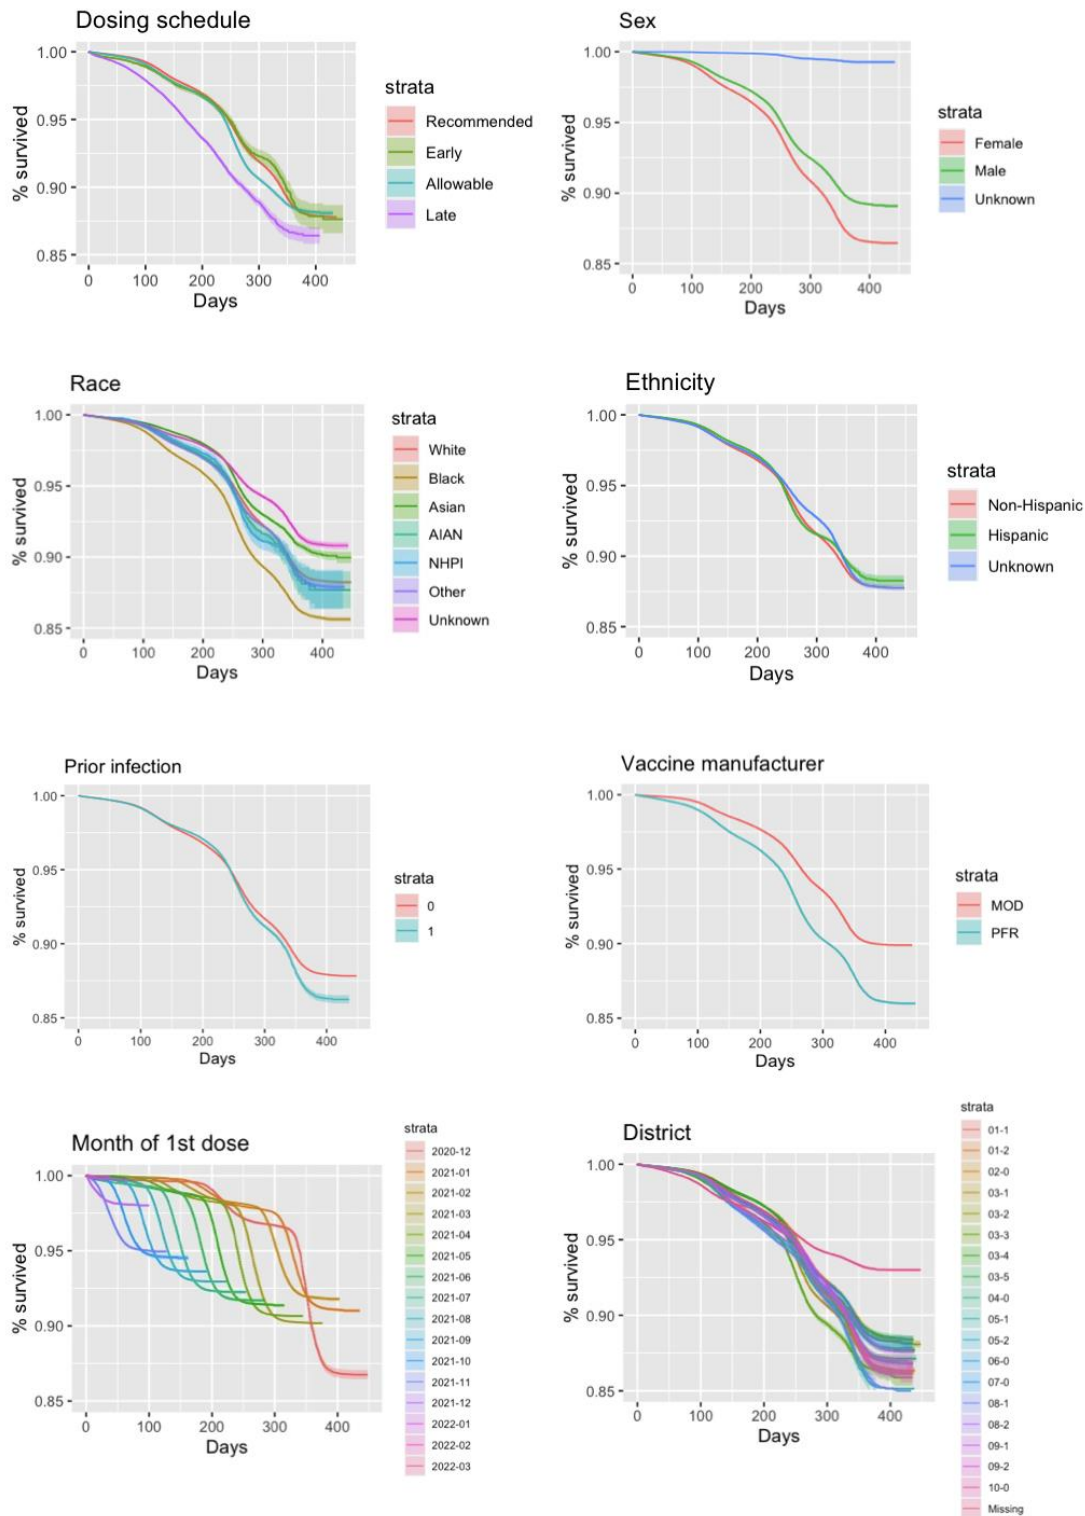 Dosing schedule
1.00
0.95
0.90
0.85
% survived
0 100 200 300 400
Days
strata
Recommended
Early
Allowable
Late
Sex
1.00
0.95
0.90
0.85
% survived
0 100 200 300 400
Days
strata
Female
Male
Unknown
Race
1.00
0.95
0.90
0.85
% survived
0 100 200 300 400
Days
strata
White
Black
Asian
AIAN
NHPI
Other
Unknown
Ethnicity
1.00
0.95
0.90
0.85
% survived
0 100 200 300 400
Days
strata
Non-Hispanic
Hispanic
Unknown
Prior infection
1.00
0.95
0.90
0.85
% survived
0 100 200 300 400
Days
strata
0
1
Vaccine manufacturer
1.00
0.95
0.90
0.85
% survived
0 100 200 300 400
Days
strata
MOD
PFR
Month of 1st dose
1.00
0.95
0.90
0.85
% survived
0 100 200 300 400
Days
strata
2020-12
2021-01
2021-02
2021-03
2021-04
2021-05
2021-06
2021-07
2021-08
2021-09
2021-10
2021-11
2021-12
2022-01
2022-02
2022-03
District
1.00
0.95
0.90
0.85
% survived
0 100 200 300 400
Days
strata
01-1
01-2
02-0
03-1
03-2
03-3
03-4
03-5
04-0
05-1
05-2
06-0
07-0
08-1
08-2
09-1
09-2
10-0
Missing